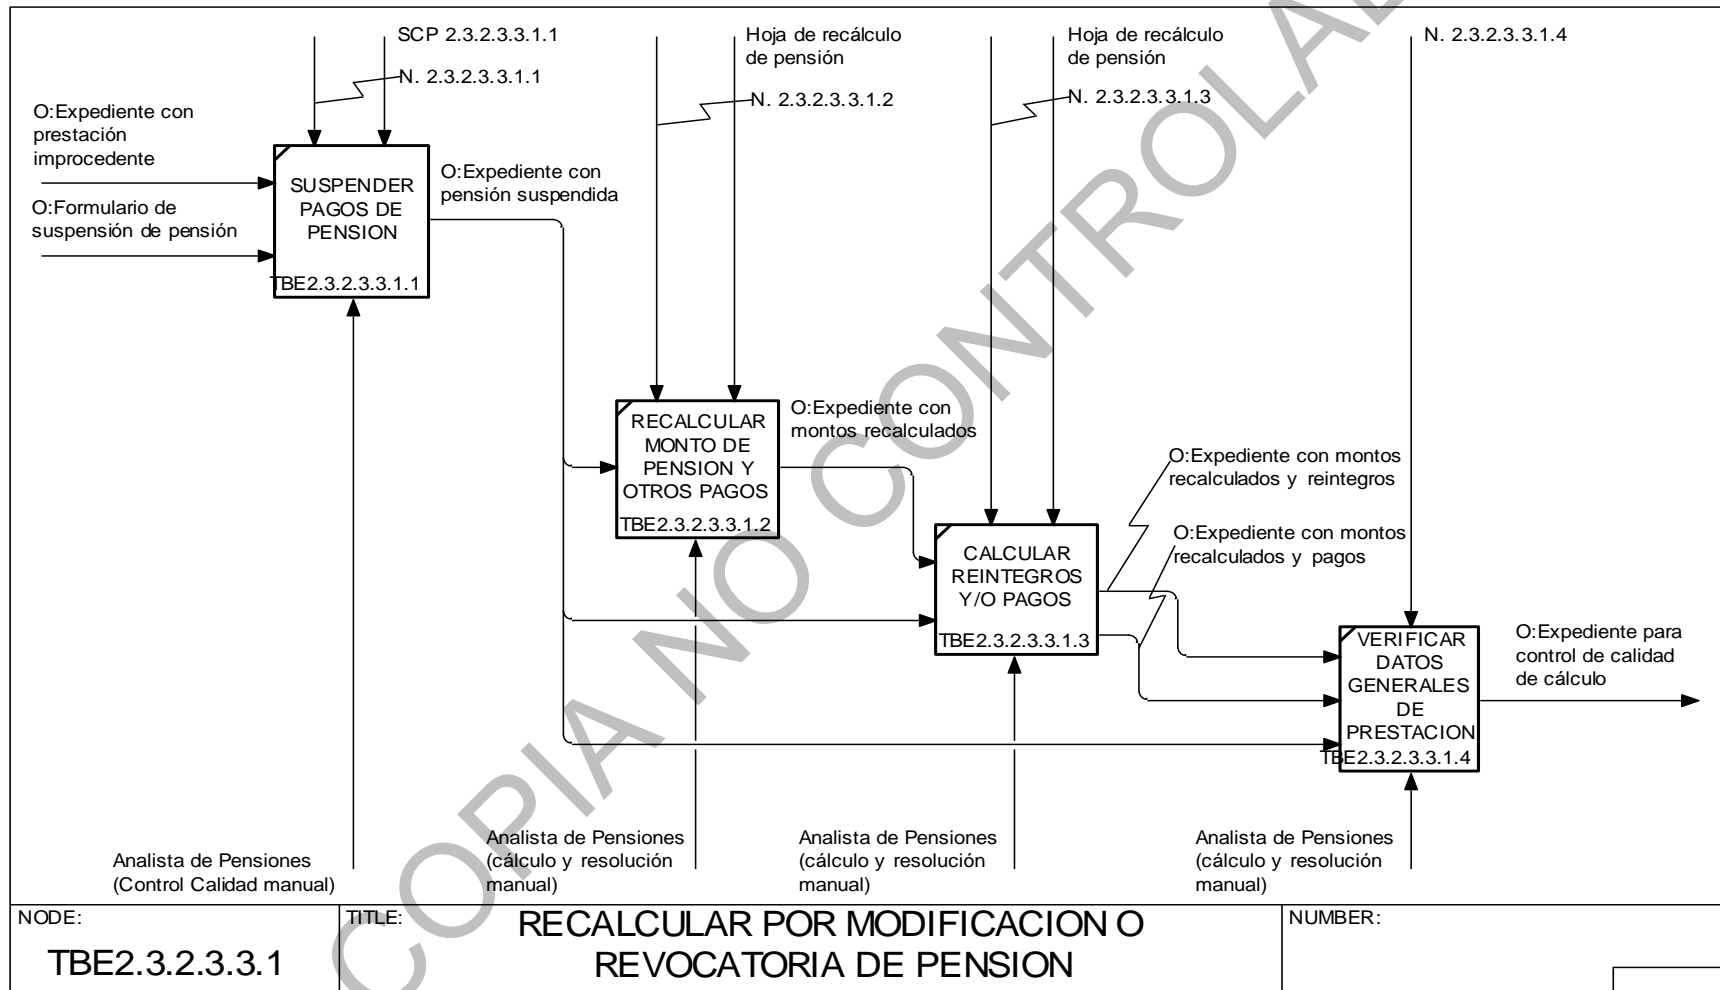 SCP 2.3.2.3.3.1.1
N. 2.3.2.3.3.1.1
Hoja de recálculo
de pensión
N. 2.3.2.3.3.1.2
Hoja de recálculo
de pensión
N. 2.3.2.3.3.1.3
N. 2.3.2.3.3.1.4
O:Expediente con
prestación
improcedente
O:Formulario de
suspensión de pensión
SUSPENDER
PAGOS DE
PENSION
TBE2.3.2.3.3.1.1
O:Expediente con
pensión suspendida
RECALCULAR
MONTO DE
PENSION Y
OTROS PAGOS
TBE2.3.2.3.3.1.2
O:Expediente con
montos recalculados
CALCULAR
REINTEGROS
Y/O PAGOS
TBE2.3.2.3.3.1.3
O:Expediente con montos
recalculados y reintegros
O:Expediente con montos
recalculados y pagos
VERIFICAR
DATOS
GENERALES
DE
PRESTACION
TBE2.3.2.3.3.1.4
O:Expediente para
control de calidad
de cálculo
Analista de Pensiones
(Control Calidad manual)
Analista de Pensiones
(cálculo y resolución
manual)
Analista de Pensiones
(cálculo y resolución
manual)
Analista de Pensiones
(cálculo y resolución
manual)
COPIA NO CONTROLA
NODE:
TBE2.3.2.3.3.1
TITLE:
RECALCULAR POR MODIFICACION O
REVOCATORIA DE PENSION
NUMBER: